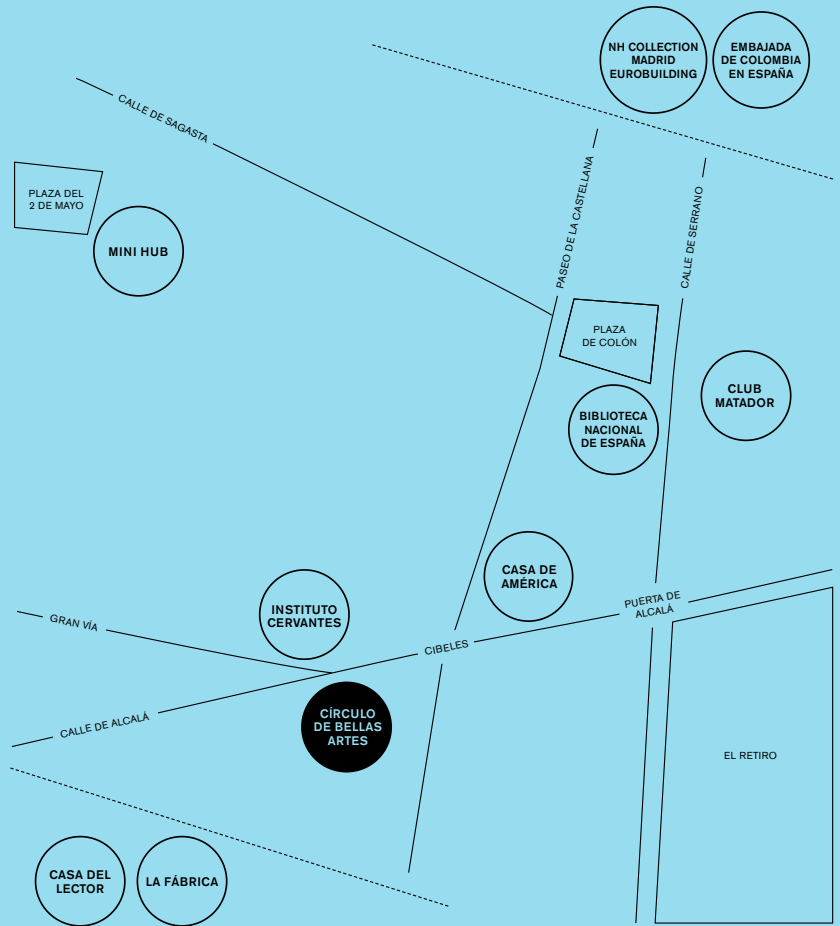 NH COLLECTION
MADRID
EUROBUILDING
EMBAJADA
DE COLOMBIA
EN ESPAÑA
CALLE DE SAGASTA
PLAZA DEL
2 DE MAYO
MINI HUB
PASEO DE LA CASTELLANA
CALLE DE SERRANO
PLAZA
DE COLÓN
CLUB
MATADOR
BIBLIOTECA
NACIONAL
DE ESPAÑA
CASA DE
AMÉRICA
INSTITUTO
CERVANTES
PUERTA DE
ALCALÁ
GRAN VÍA
CIBELES
CALLE DE ALCALÁ
CÍRCULO
DE BELLAS
ARTES
EL RETIRO
CASA DEL
LECTOR
LA FÁBRICA